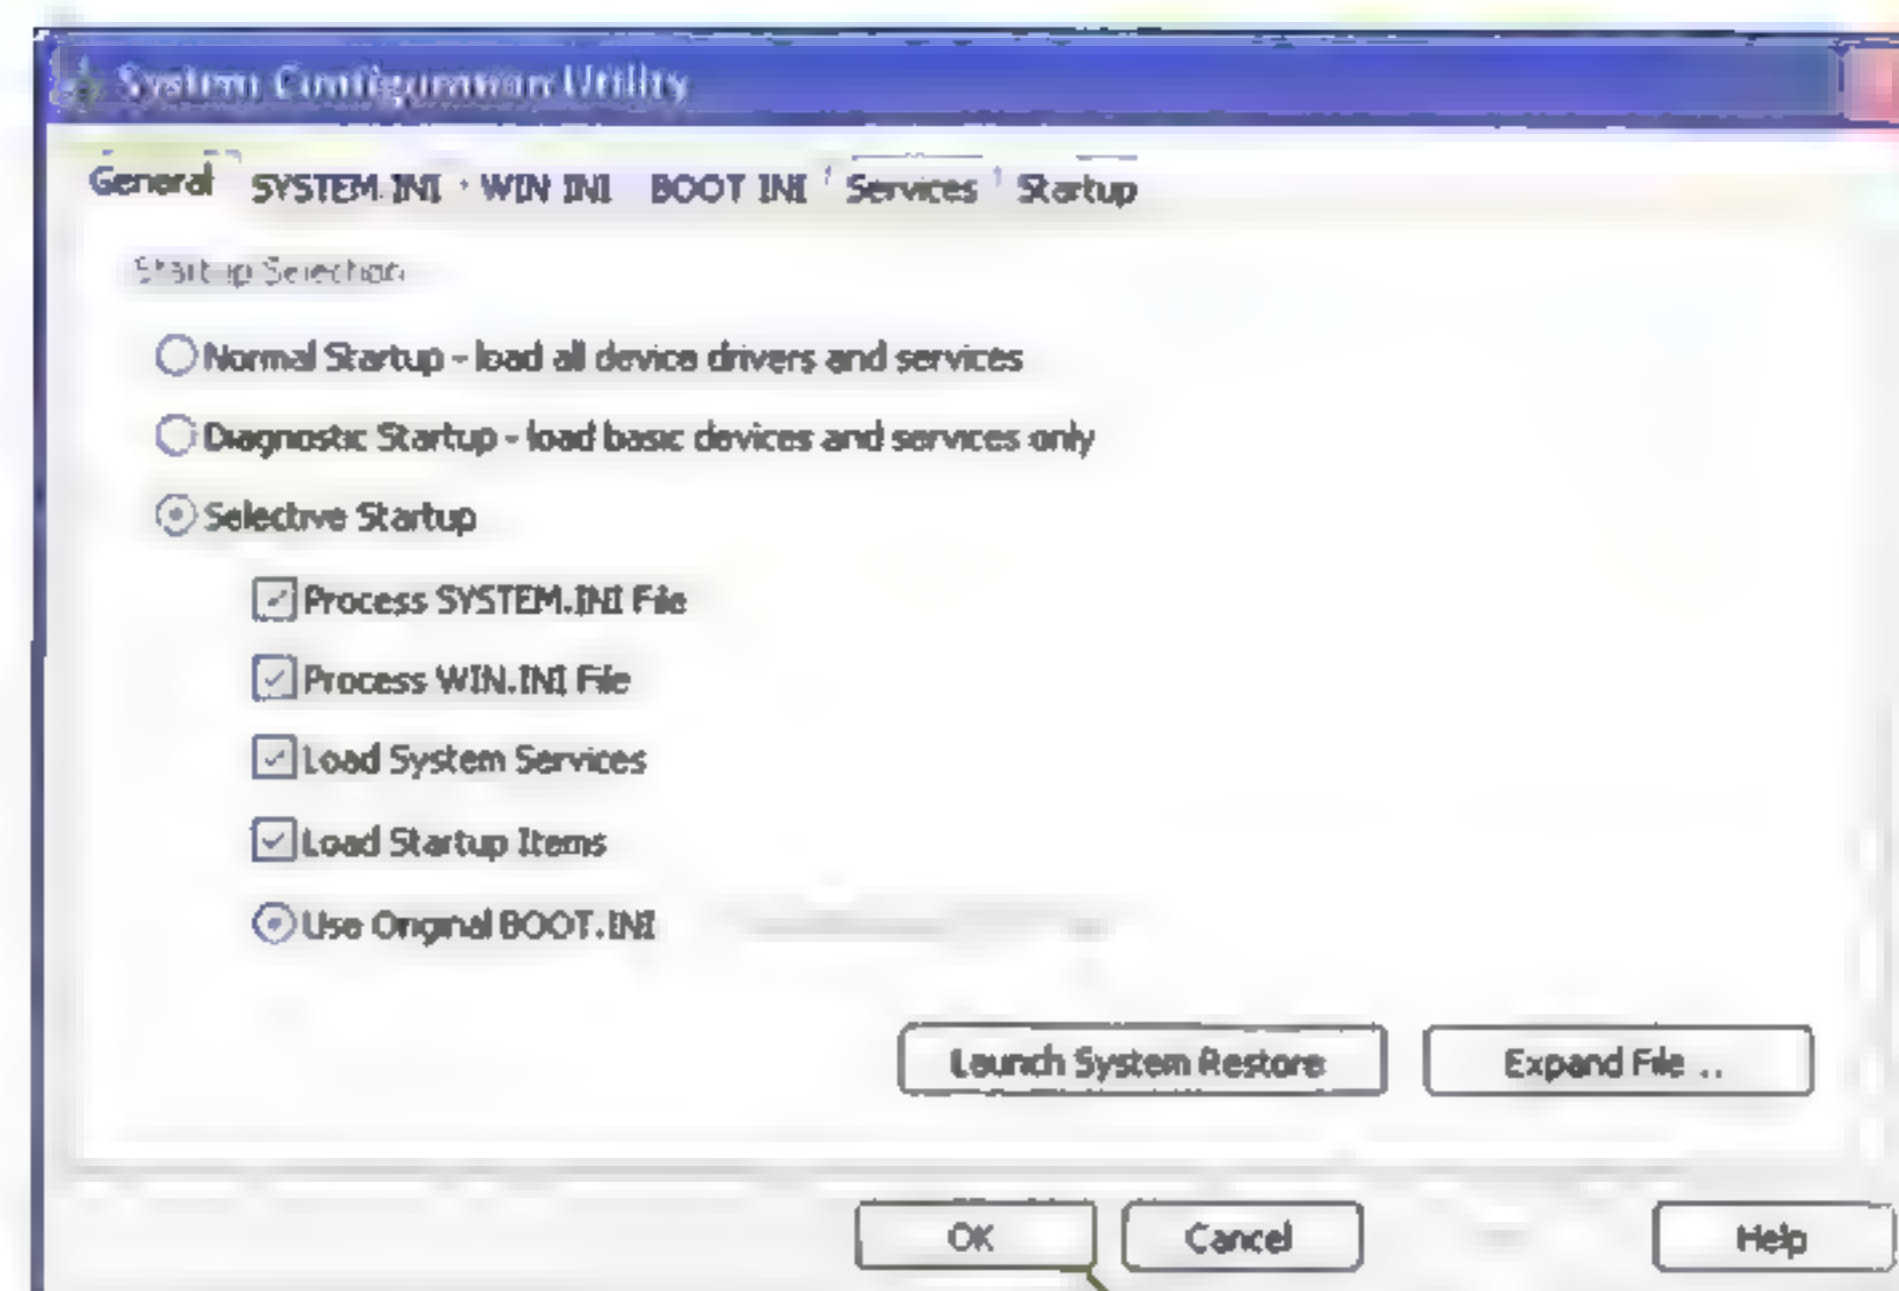 System Configuration Utility
General SYSTEM.INI WIN.INI BOOT.INI Services Startup
Startup Selection
Normal Startup - load all device drivers and services
Diagnostic Startup - load basic devices and services only
Selective Startup
Process SYSTEM.INI File
Process WIN.INI File
Load System Services
Load Startup Items
Use Original BOOT.INI
Launch System Restore Expand File...
OK Cancel Help